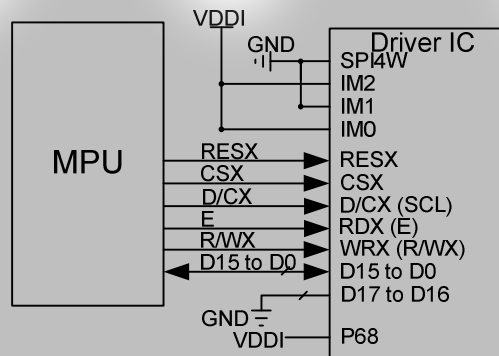 VDDI
GND
Driver IC
SPI4W
IM2
IM1
IM0
MPU
RESX
RESX
CSX
CSX
D/CX
D/CX (SCL)
E
RDX (E)
R/WX
WRX (R/WX)
D15 to D0
D15 to D0
D17 to D16
GND
VDDI
P68